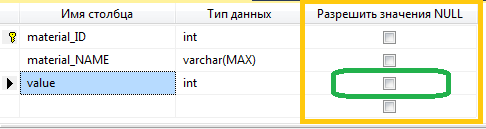 Имя столбца Тип данных Разрешить значения NULL
material_ID int
material_NAME varchar(MAX)
value int